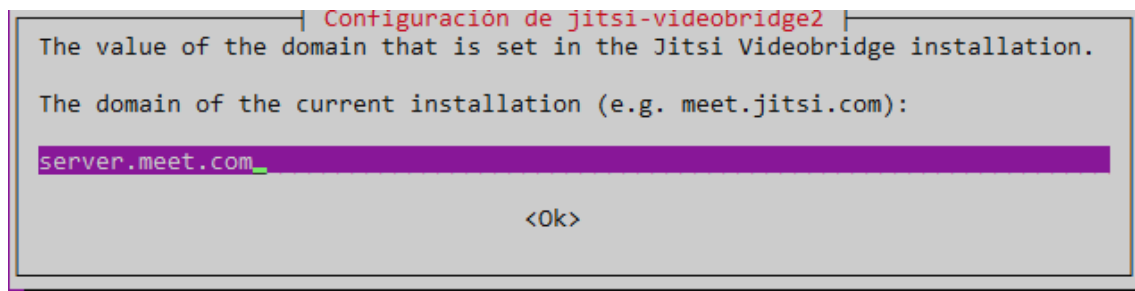 Configuración de jitsi-videobridge2
The value of the domain that is set in the Jitsi Videobridge installation.
The domain of the current installation (e.g. meet.jitsi.com):
server.meet.com
<Ok>